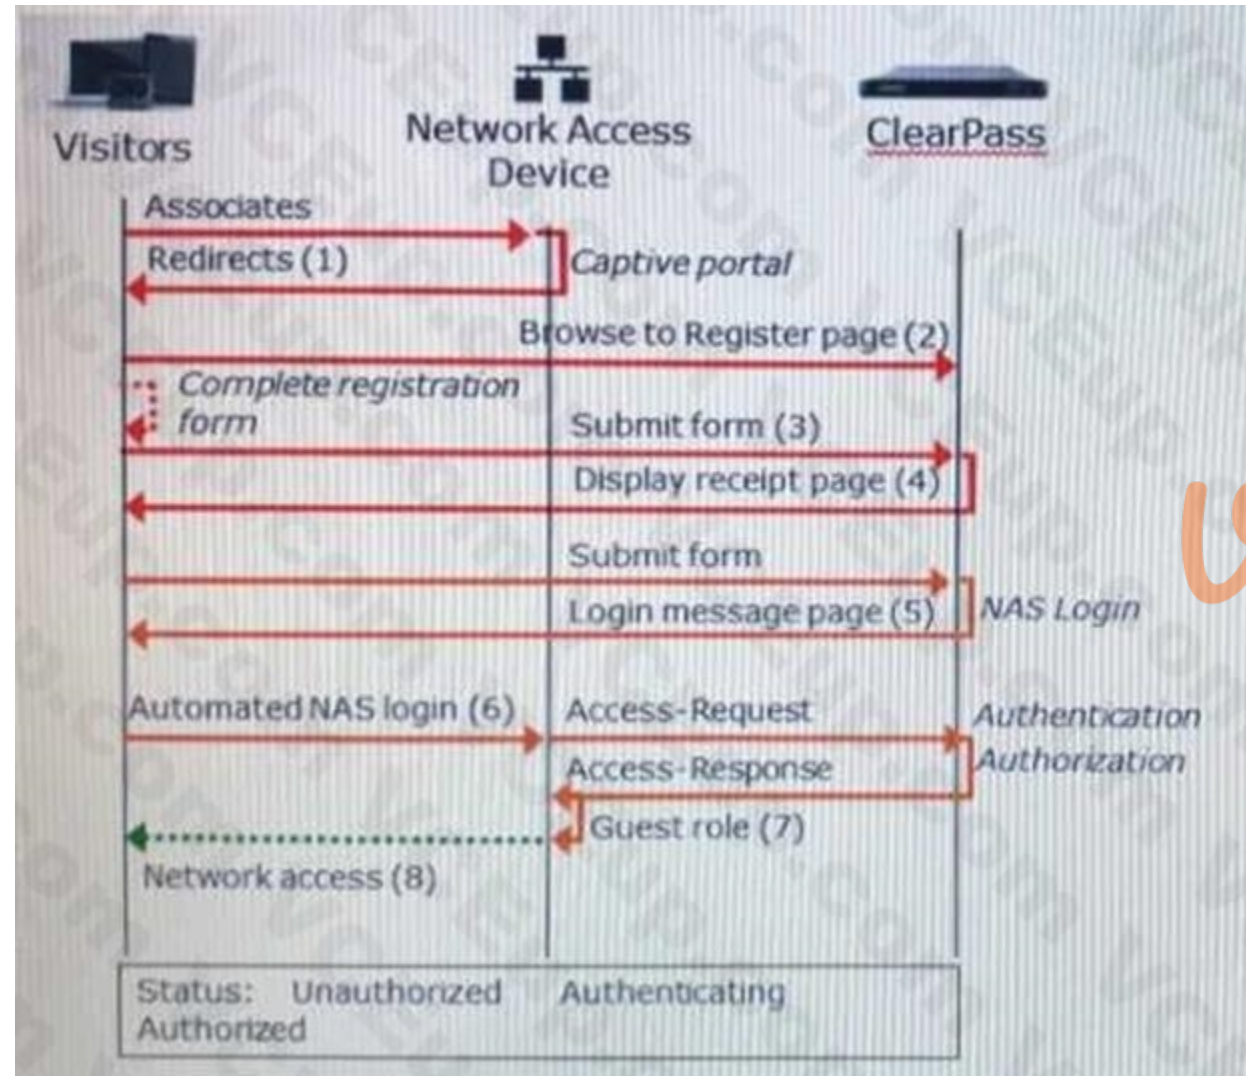 Visitors
Network Access
Device
ClearPass
Associates
Redirects (1)
Captive portal
Browse to Register page (2)
Complete registration
form
Submit form (3)
Display receipt page (4)
Submit form
Login message page (5)
NAS Login
Automated NAS login (6)
Access-Request
Authentication
Access-Response
Authorization
Guest role (7)
Network access (8)
Status: Unauthorized Authenticating
Authorized